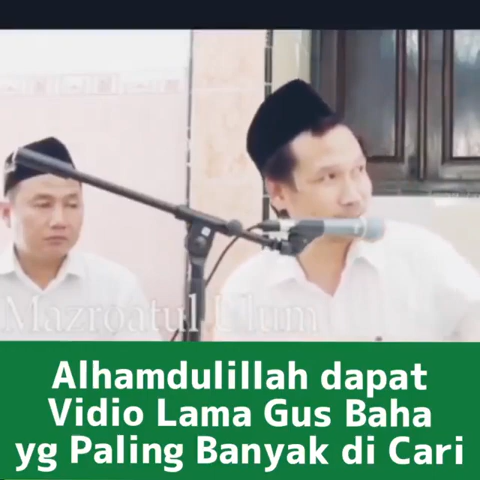 Mazroatul Ulum
Alhamdulillah dapat
Vidio Lama Gus Baha
yg Paling Banyak di Cari